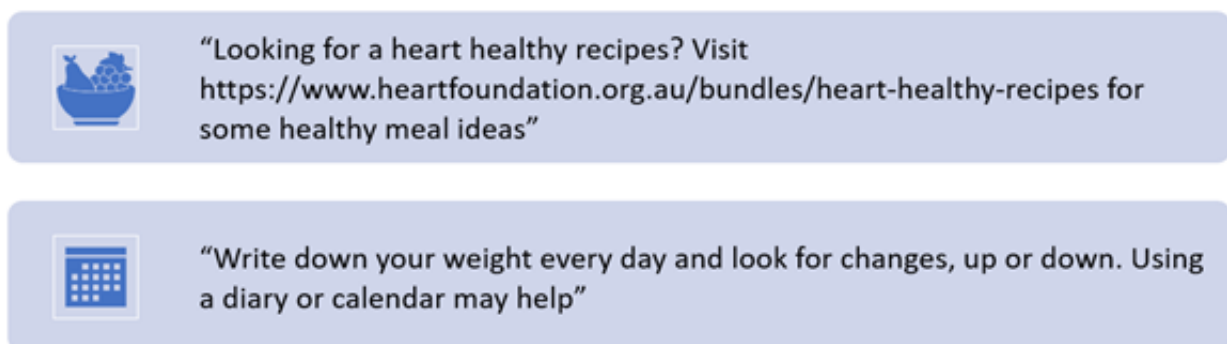 “Looking for a heart healthy recipes? Visit
https://www.heartfoundation.org.au/bundles/heart-healthy-recipes for
some healthy meal ideas”
“Write down your weight every day and look for changes, up or down. Using
a diary or calendar may help”